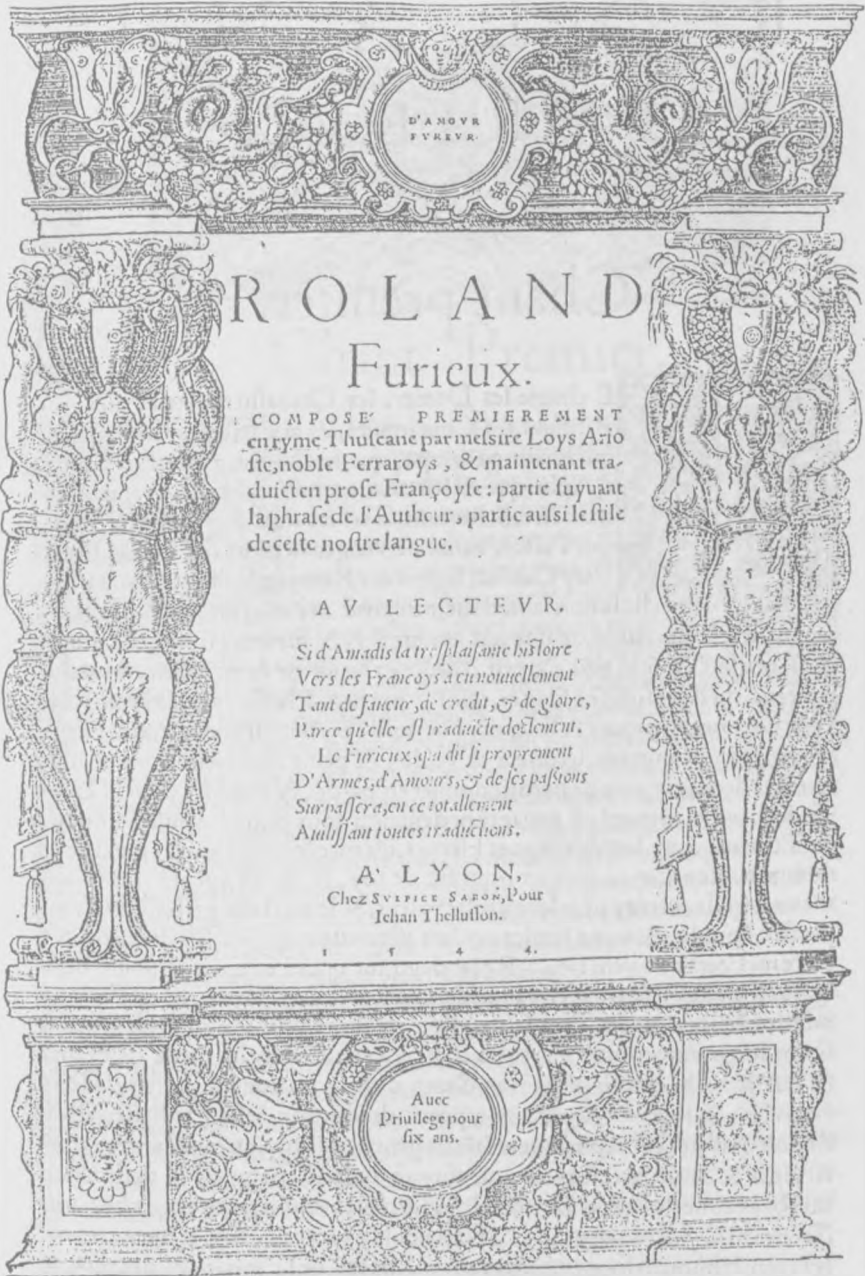 D'AMOVR
FVREVR.
ROLAND
Furieux.
COMPOSE' PREMIEREMENT
en ryme Thuſcane par meſsire Loys Ario
ſte, noble Ferraroys, & maintenant tra-
duict en proſe Françoyſe: partie ſuyuant
la phraſe de l'Autheur, partie auſsi le ſtile
de ceſte noſtre langue.
AV LECTEVR.
Si d'Amadis la treſplaiſante hiſtoire
Vers les Francoys à eu nouuellement
Tant de faueur, de credit, & de gloire,
Parce qu'elle eſt traduicte doctement.
Le Furieux, qui dit ſi proprement
D'Armes, d'Amours, & de ſes paſsions
Surpaſſera, en ce totallement
Auiliſſant toutes traductions.
A' LYON,
Chez SVLPICE SABON, Pour
Iehan Thelluſſon.
1 5 4 4.
Auec
Priuilege pour
ſix ans.